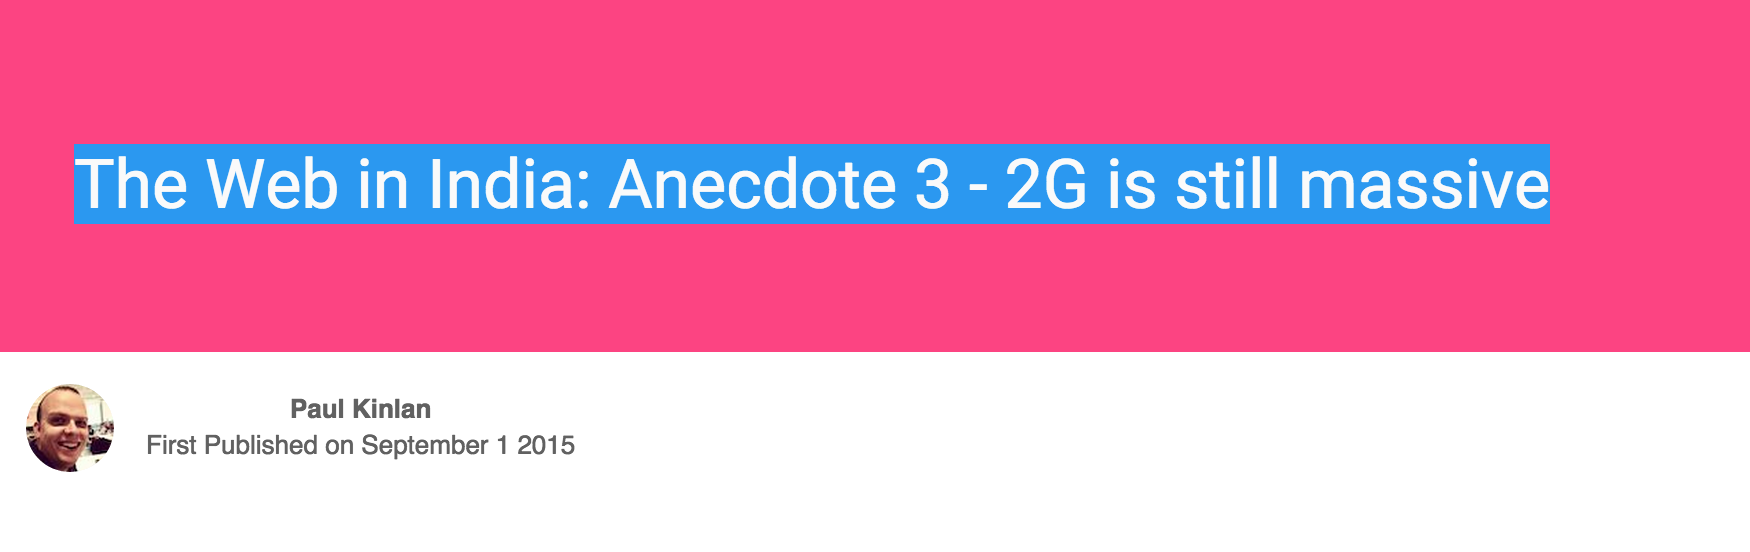 The Web in India: Anecdote 3 - 2G is still massive
Paul Kinlan
First Published on September 1 2015